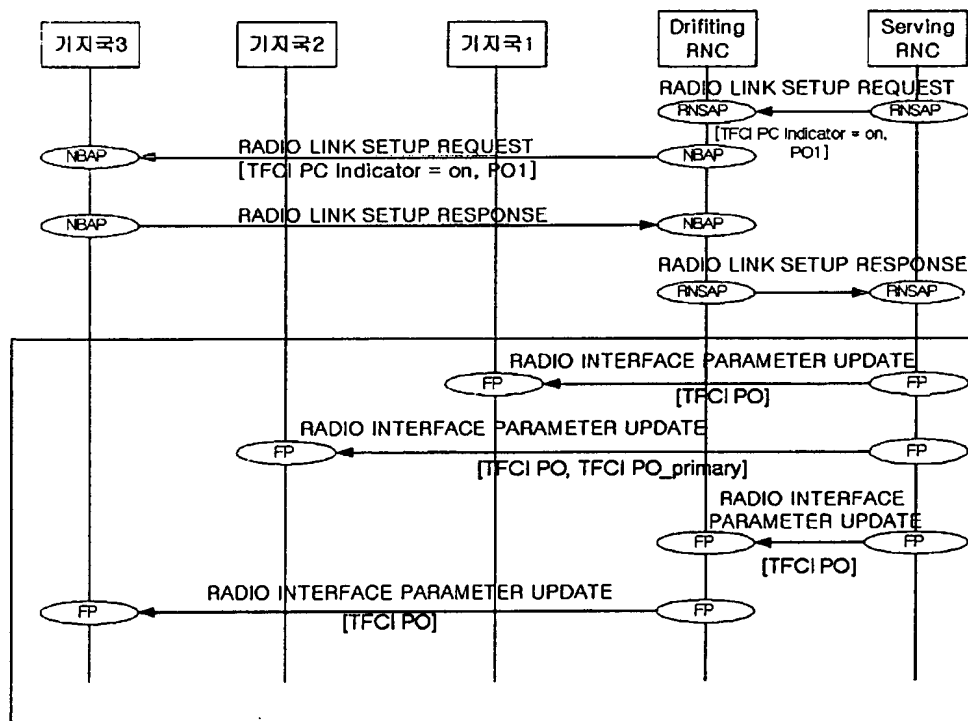 기지국3
기지국2
기지국1
Drifiting
RNC
Serving
RNC
RADIO LINK SETUP REQUEST
RNSAP
RNSAP
[TFCI PC Indicator = on,
PO1]
RADIO LINK SETUP REQUEST
NBAP
NBAP
[TFCI PC Indicator = on, PO1]
RADIO LINK SETUP RESPONSE
NBAP
NBAP
RADIO LINK SETUP RESPONSE
RNSAP
RNSAP
RADIO INTERFACE PARAMETER UPDATE
FP
FP
[TFCI PO]
RADIO INTERFACE PARAMETER UPDATE
FP
FP
[TFCI PO, TFCI PO_primary]
RADIO INTERFACE
PARAMETER UPDATE
FP
FP
[TFCI PO]
RADIO INTERFACE PARAMETER UPDATE
FP
FP
[TFCI PO]